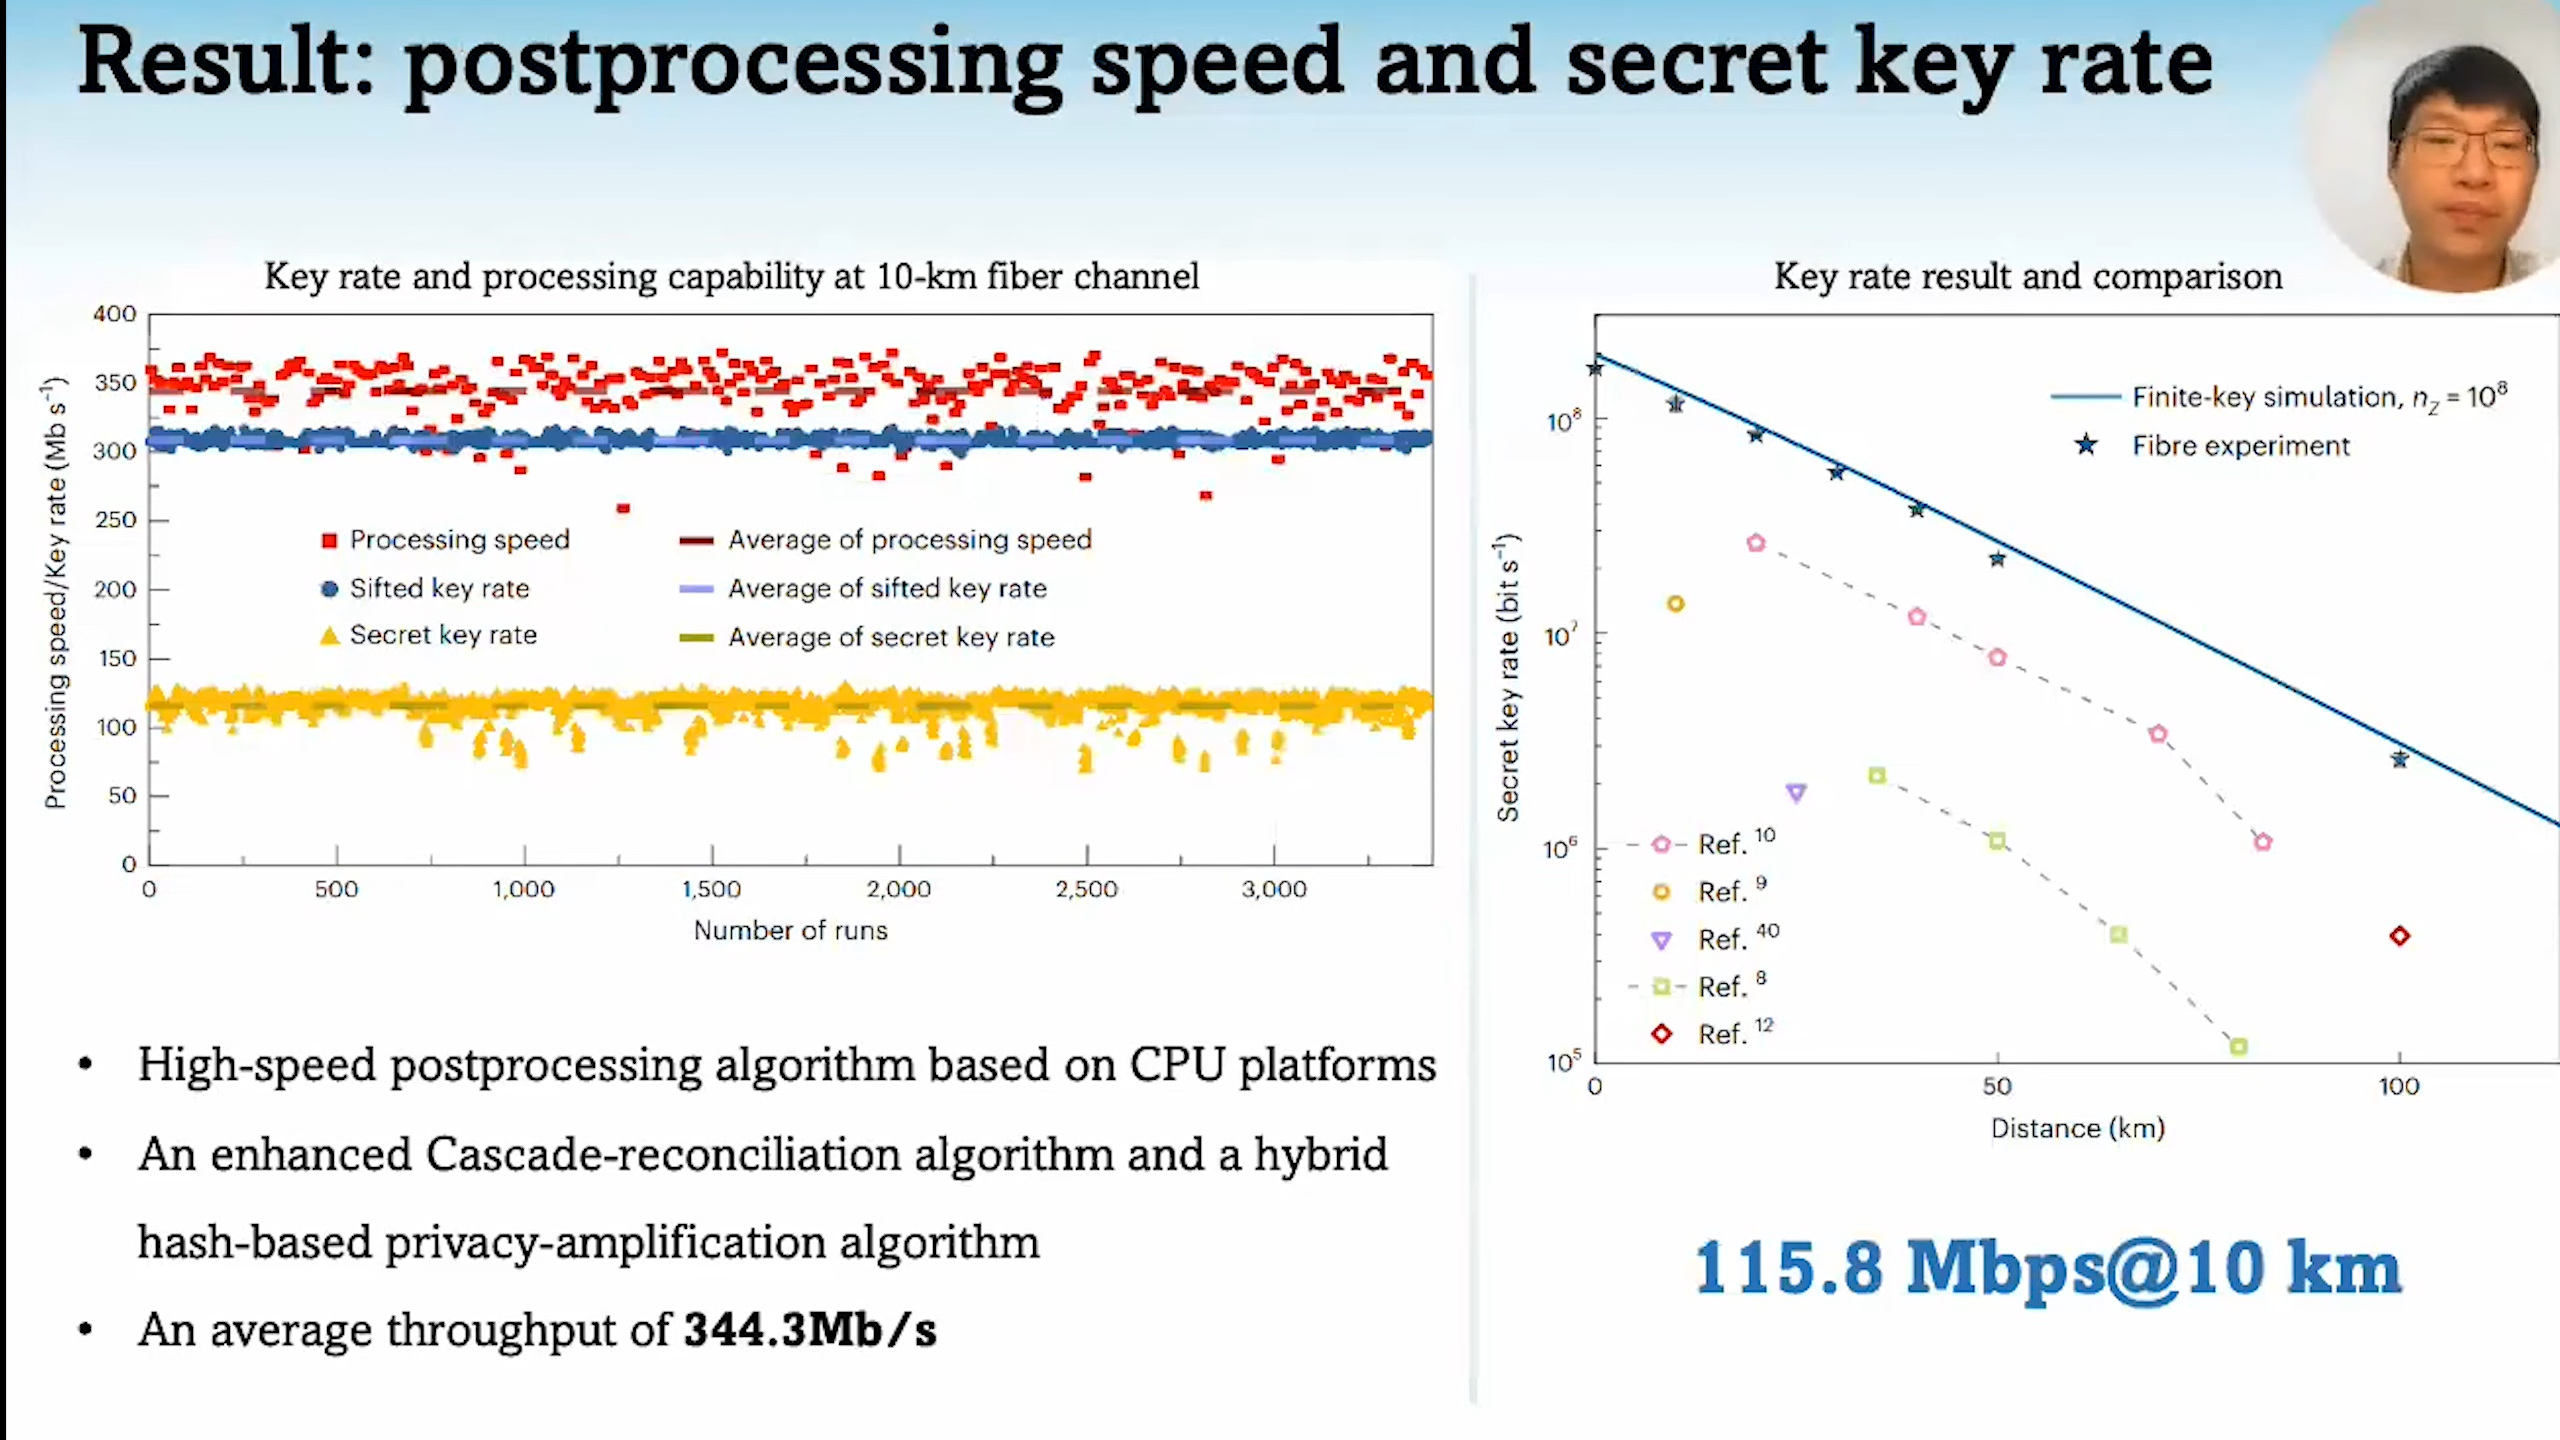 Result: postprocessing speed and secret key rate
Key rate and processing capability at 10-km fiber channel
Processing speed/Key rate (Mb s⁻¹)
400
350
300
250
200
150
100
50
0
Processing speed
Sifted key rate
Secret key rate
Average of processing speed
Average of sifted key rate
Average of secret key rate
0 500 1,000 1,500 2,000 2,500 3,000
Number of runs
• High-speed postprocessing algorithm based on CPU platforms
• An enhanced Cascade-reconciliation algorithm and a hybrid
hash-based privacy-amplification algorithm
• An average throughput of 344.3Mb/s
Key rate result and comparison
Secret key rate (bit s⁻¹)
10⁸
10⁷
10⁶
10⁵
Finite-key simulation, n_Z = 10⁸
Fibre experiment
Ref. ¹⁰
Ref. ⁹
Ref. ⁴⁰
Ref. ⁸
Ref. ¹²
0 50 100
Distance (km)
115.8 Mbps@10 km